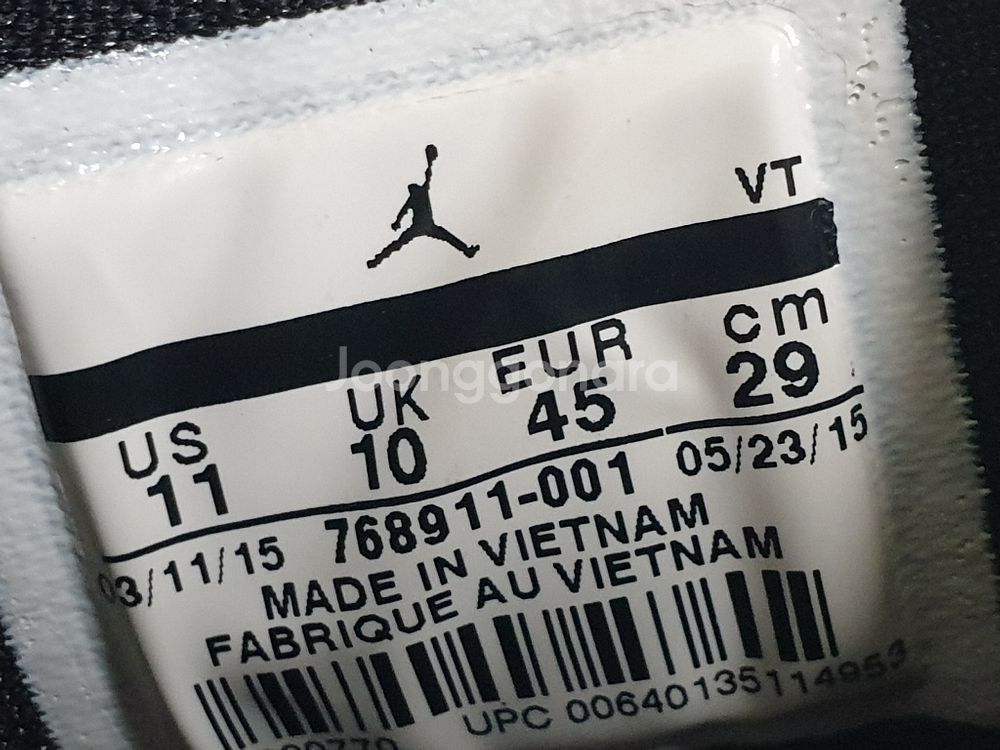 VT
US UK EUR cm
11 10 45 29
03/11/15 768911-001 05/23/15
MADE IN VIETNAM
FABRIQUE AU VIETNAM
UPC 00640135114953
Joonggonara